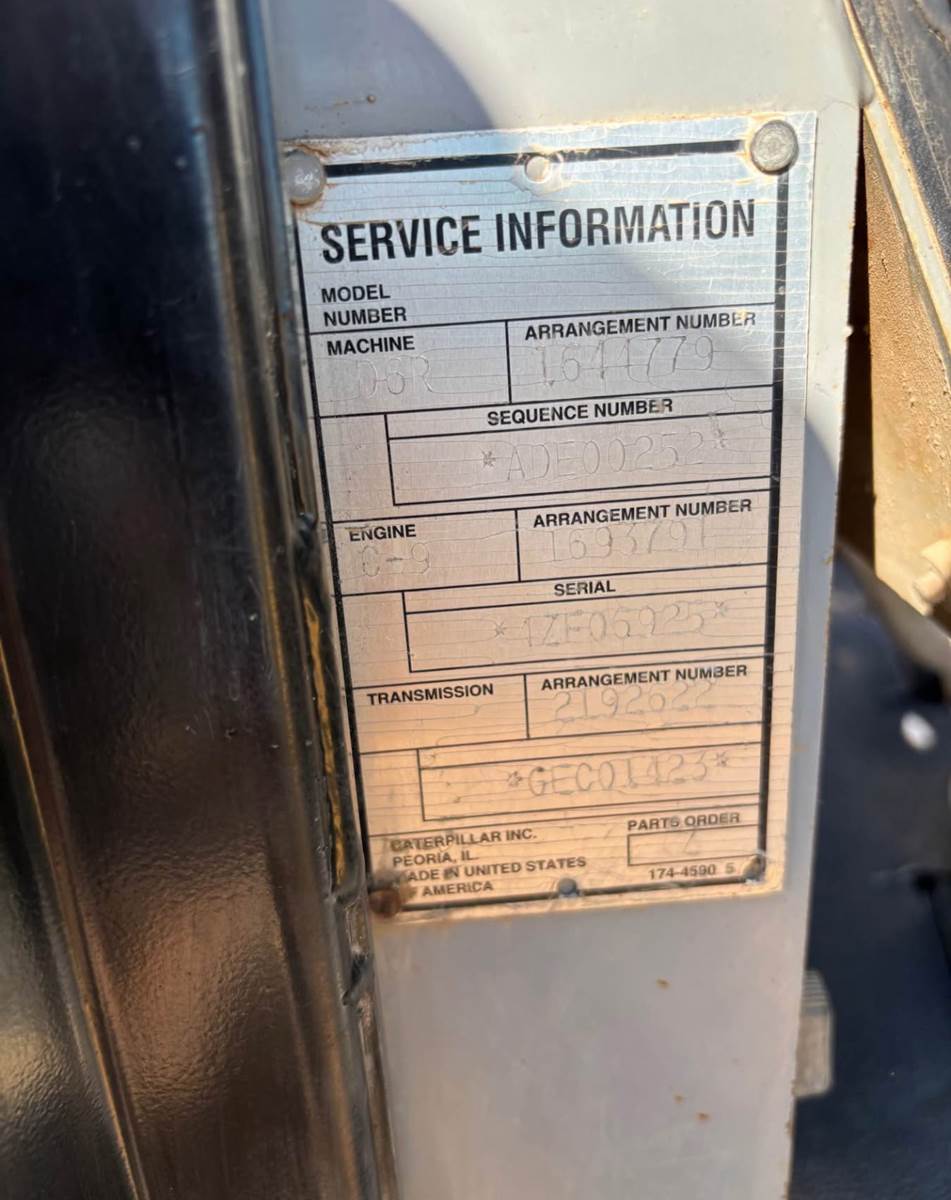 SERVICE INFORMATION
MODEL
NUMBER
MACHINE
ARRANGEMENT NUMBER
D6R
1644779
SEQUENCE NUMBER
*ADE00252*
ENGINE
ARRANGEMENT NUMBER
C-9
1693791
SERIAL
*1ZF05925*
TRANSMISSION
ARRANGEMENT NUMBER
2192622
*GEC01423*
CATERPILLAR INC.
PEORIA, IL.
MADE IN UNITED STATES
AMERICA
PARTS ORDER
2
174-4590 5